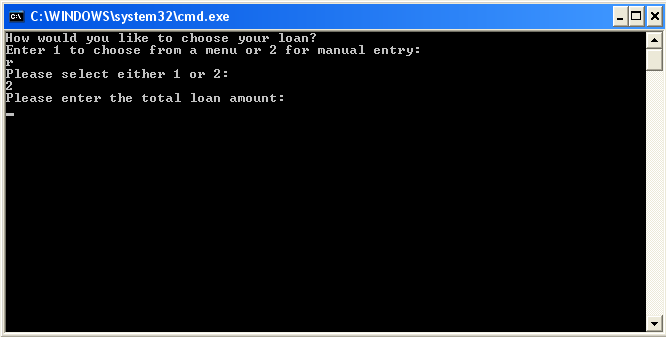 C:\WINDOWS\system32\cmd.exe
How would you like to choose your loan?
Enter 1 to choose from a menu or 2 for manual entry:
r
Please select either 1 or 2:
2
Please enter the total loan amount: